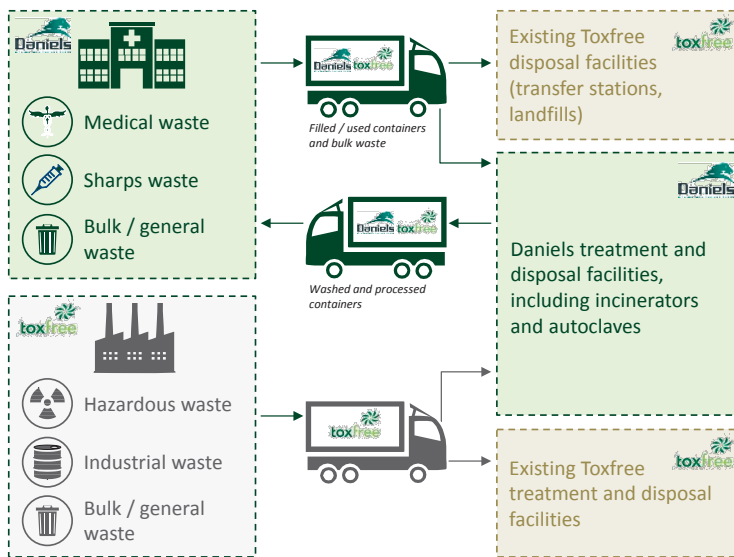 Daniels
Medical waste
Sharps waste
Bulk / general
waste
Daniels toxfree
Filled / used containers
and bulk waste
Existing Toxfree
disposal facilities
(transfer stations,
landfills)
toxfree
Daniels toxfree
Washed and processed
containers
Daniels
Daniels treatment and
disposal facilities,
including incinerators
and autoclaves
toxfree
Hazardous waste
Industrial waste
Bulk / general
waste
toxfree
Existing Toxfree
treatment and disposal
facilities
toxfree